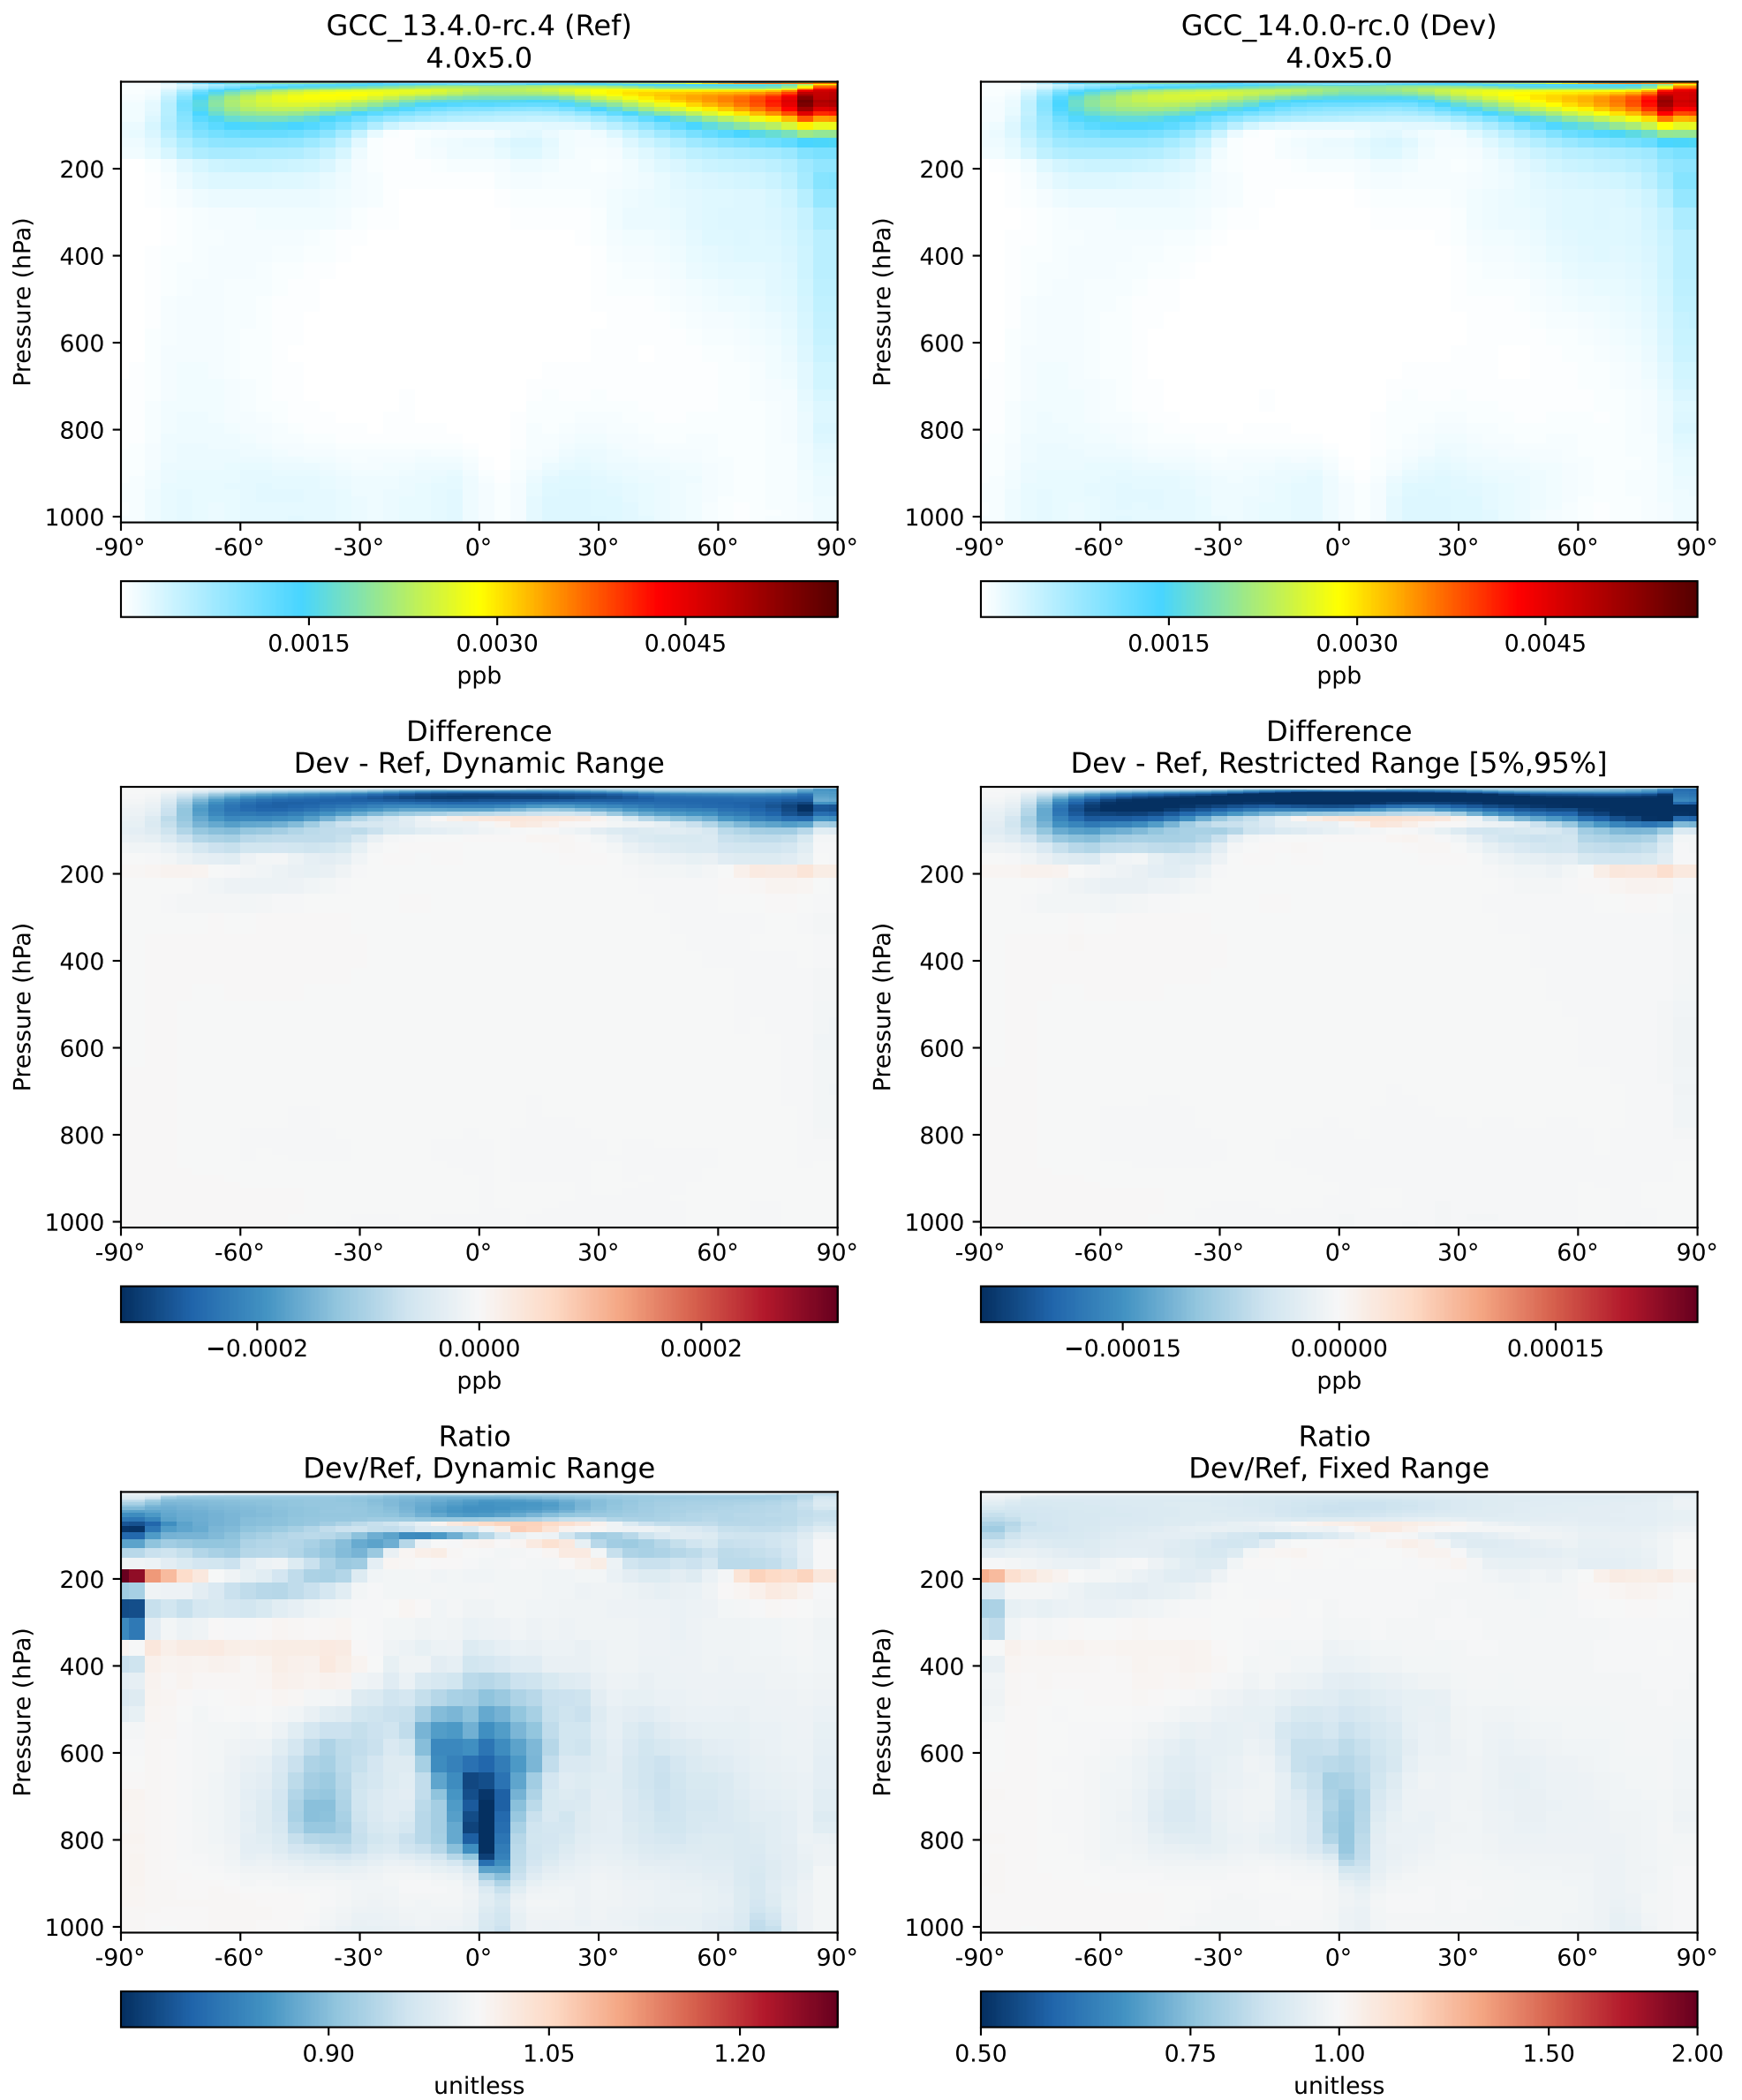 GCC_13.4.0-rc.4 (Ref)
4.0x5.0
Pressure (hPa)
200
400
600
800
1000
-90° -60° -30° 0° 30° 60° 90°
0.0015 0.0030 0.0045
ppb
GCC_14.0.0-rc.0 (Dev)
4.0x5.0
Pressure (hPa)
200
400
600
800
1000
-90° -60° -30° 0° 30° 60° 90°
0.0015 0.0030 0.0045
ppb
Difference
Dev - Ref, Dynamic Range
Pressure (hPa)
200
400
600
800
1000
-90° -60° -30° 0° 30° 60° 90°
−0.0002 0.0000 0.0002
ppb
Difference
Dev - Ref, Restricted Range [5%,95%]
Pressure (hPa)
200
400
600
800
1000
-90° -60° -30° 0° 30° 60° 90°
−0.00015 0.00000 0.00015
ppb
Ratio
Dev/Ref, Dynamic Range
Pressure (hPa)
200
400
600
800
1000
-90° -60° -30° 0° 30° 60° 90°
0.90 1.05 1.20
unitless
Ratio
Dev/Ref, Fixed Range
Pressure (hPa)
200
400
600
800
1000
-90° -60° -30° 0° 30° 60° 90°
0.50 0.75 1.00 1.50 2.00
unitless